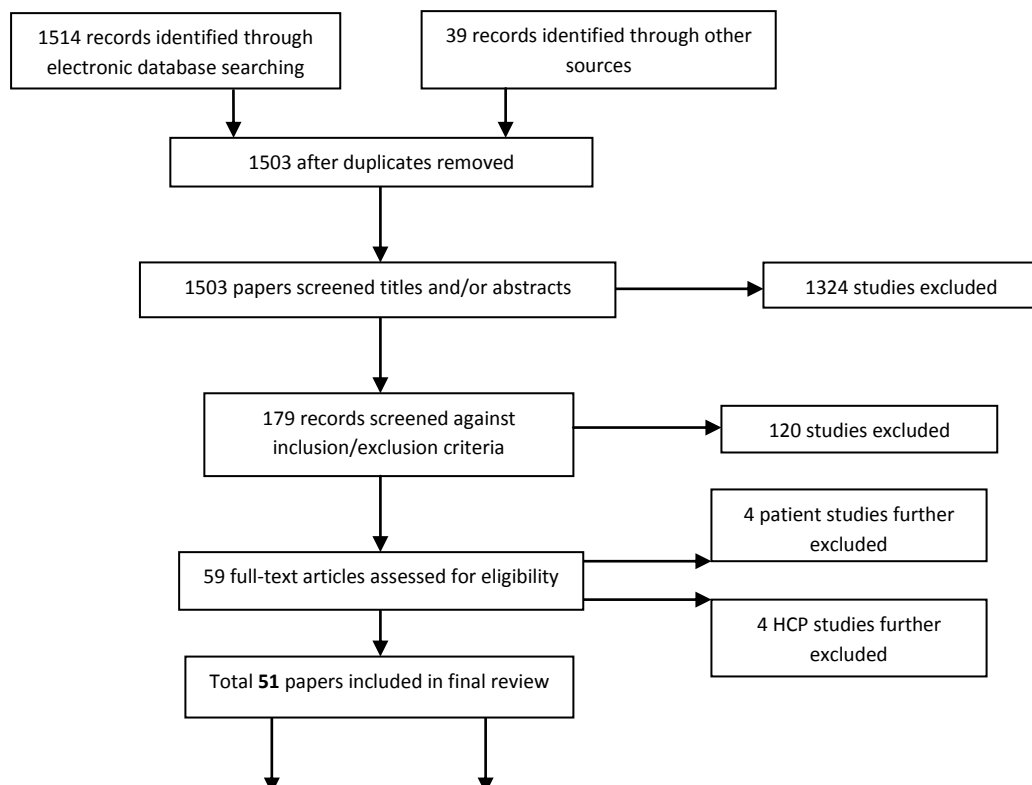 1514 records identified through
electronic database searching
39 records identified through other
sources
1503 after duplicates removed
1503 papers screened titles and/or abstracts
1324 studies excluded
179 records screened against
inclusion/exclusion criteria
120 studies excluded
4 patient studies further
excluded
59 full-text articles assessed for eligibility
4 HCP studies further
excluded
Total 51 papers included in final review